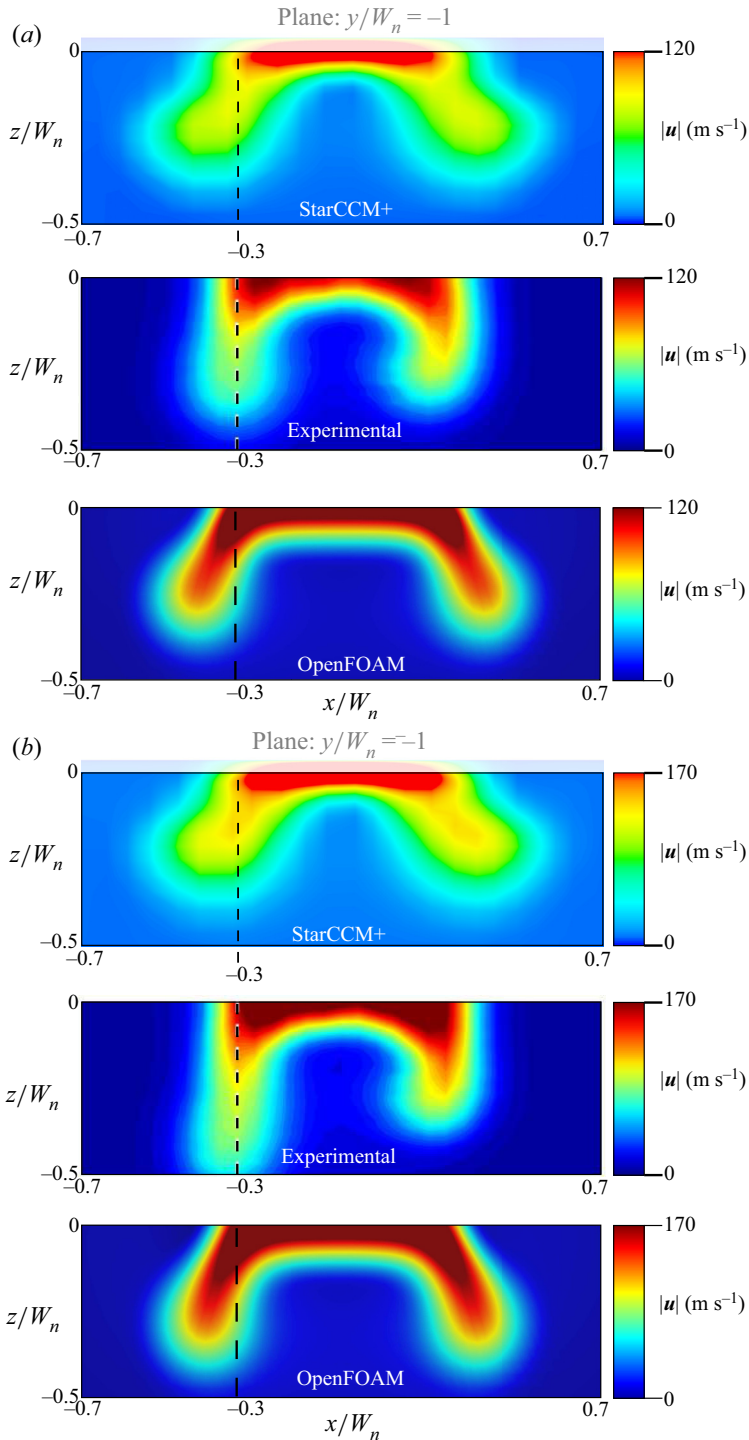 (a)
Plane: y/Wn = –1
0
z/Wn
–0.5
StarCCM+
–0.7
–0.3
0.7
120
|u| (m s–1)
0
0
z/Wn
–0.5
Experimental
–0.7
–0.3
0.7
120
|u| (m s–1)
0
0
z/Wn
–0.5
OpenFOAM
–0.7
–0.3
0.7
x/Wn
120
|u| (m s–1)
0
(b)
Plane: y/Wn = –1
0
z/Wn
–0.5
StarCCM+
–0.7
–0.3
0.7
170
|u| (m s–1)
0
0
z/Wn
–0.5
Experimental
–0.7
–0.3
0.7
170
|u| (m s–1)
0
0
z/Wn
–0.5
OpenFOAM
–0.7
–0.3
0.7
x/Wn
170
|u| (m s–1)
0